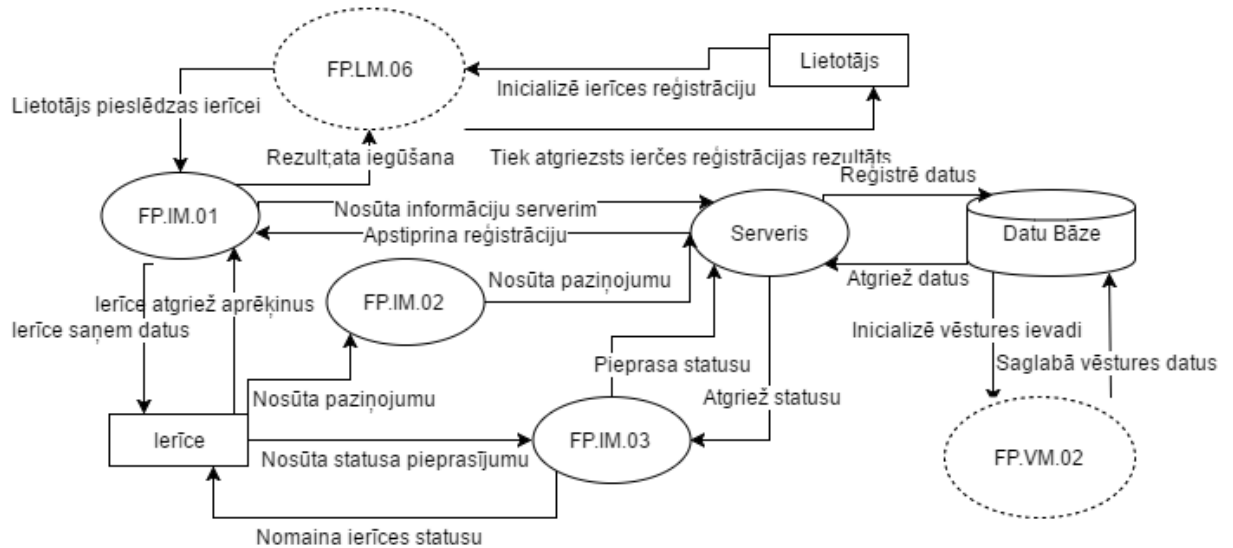 FP.LM.06
Lietotājs
Inicializē ierīces reģistrāciju
Lietotājs pieslēdzas ierīcei
Rezult;ata iegūšana
Tiek atgriezsts ierčes reģistrācijas rezultāts
Reģistrē datus
FP.IM.01
Nosūta informāciju serverim
Apstiprina reģistrāciju
Serveris
Datu Bāze
Nosūta paziņojumu
Atgriež datus
Ierīce atgriež aprēķinus
FP.IM.02
Ierīce saņem datus
Inicializē vēstures ievadi
Pieprasa statusu
Saglabā vēstures datus
Nosūta paziņojumu
Atgriež statusu
Ierīce
FP.IM.03
FP.VM.02
Nosūta statusa pieprasījumu
Nomaina ierīces statusu